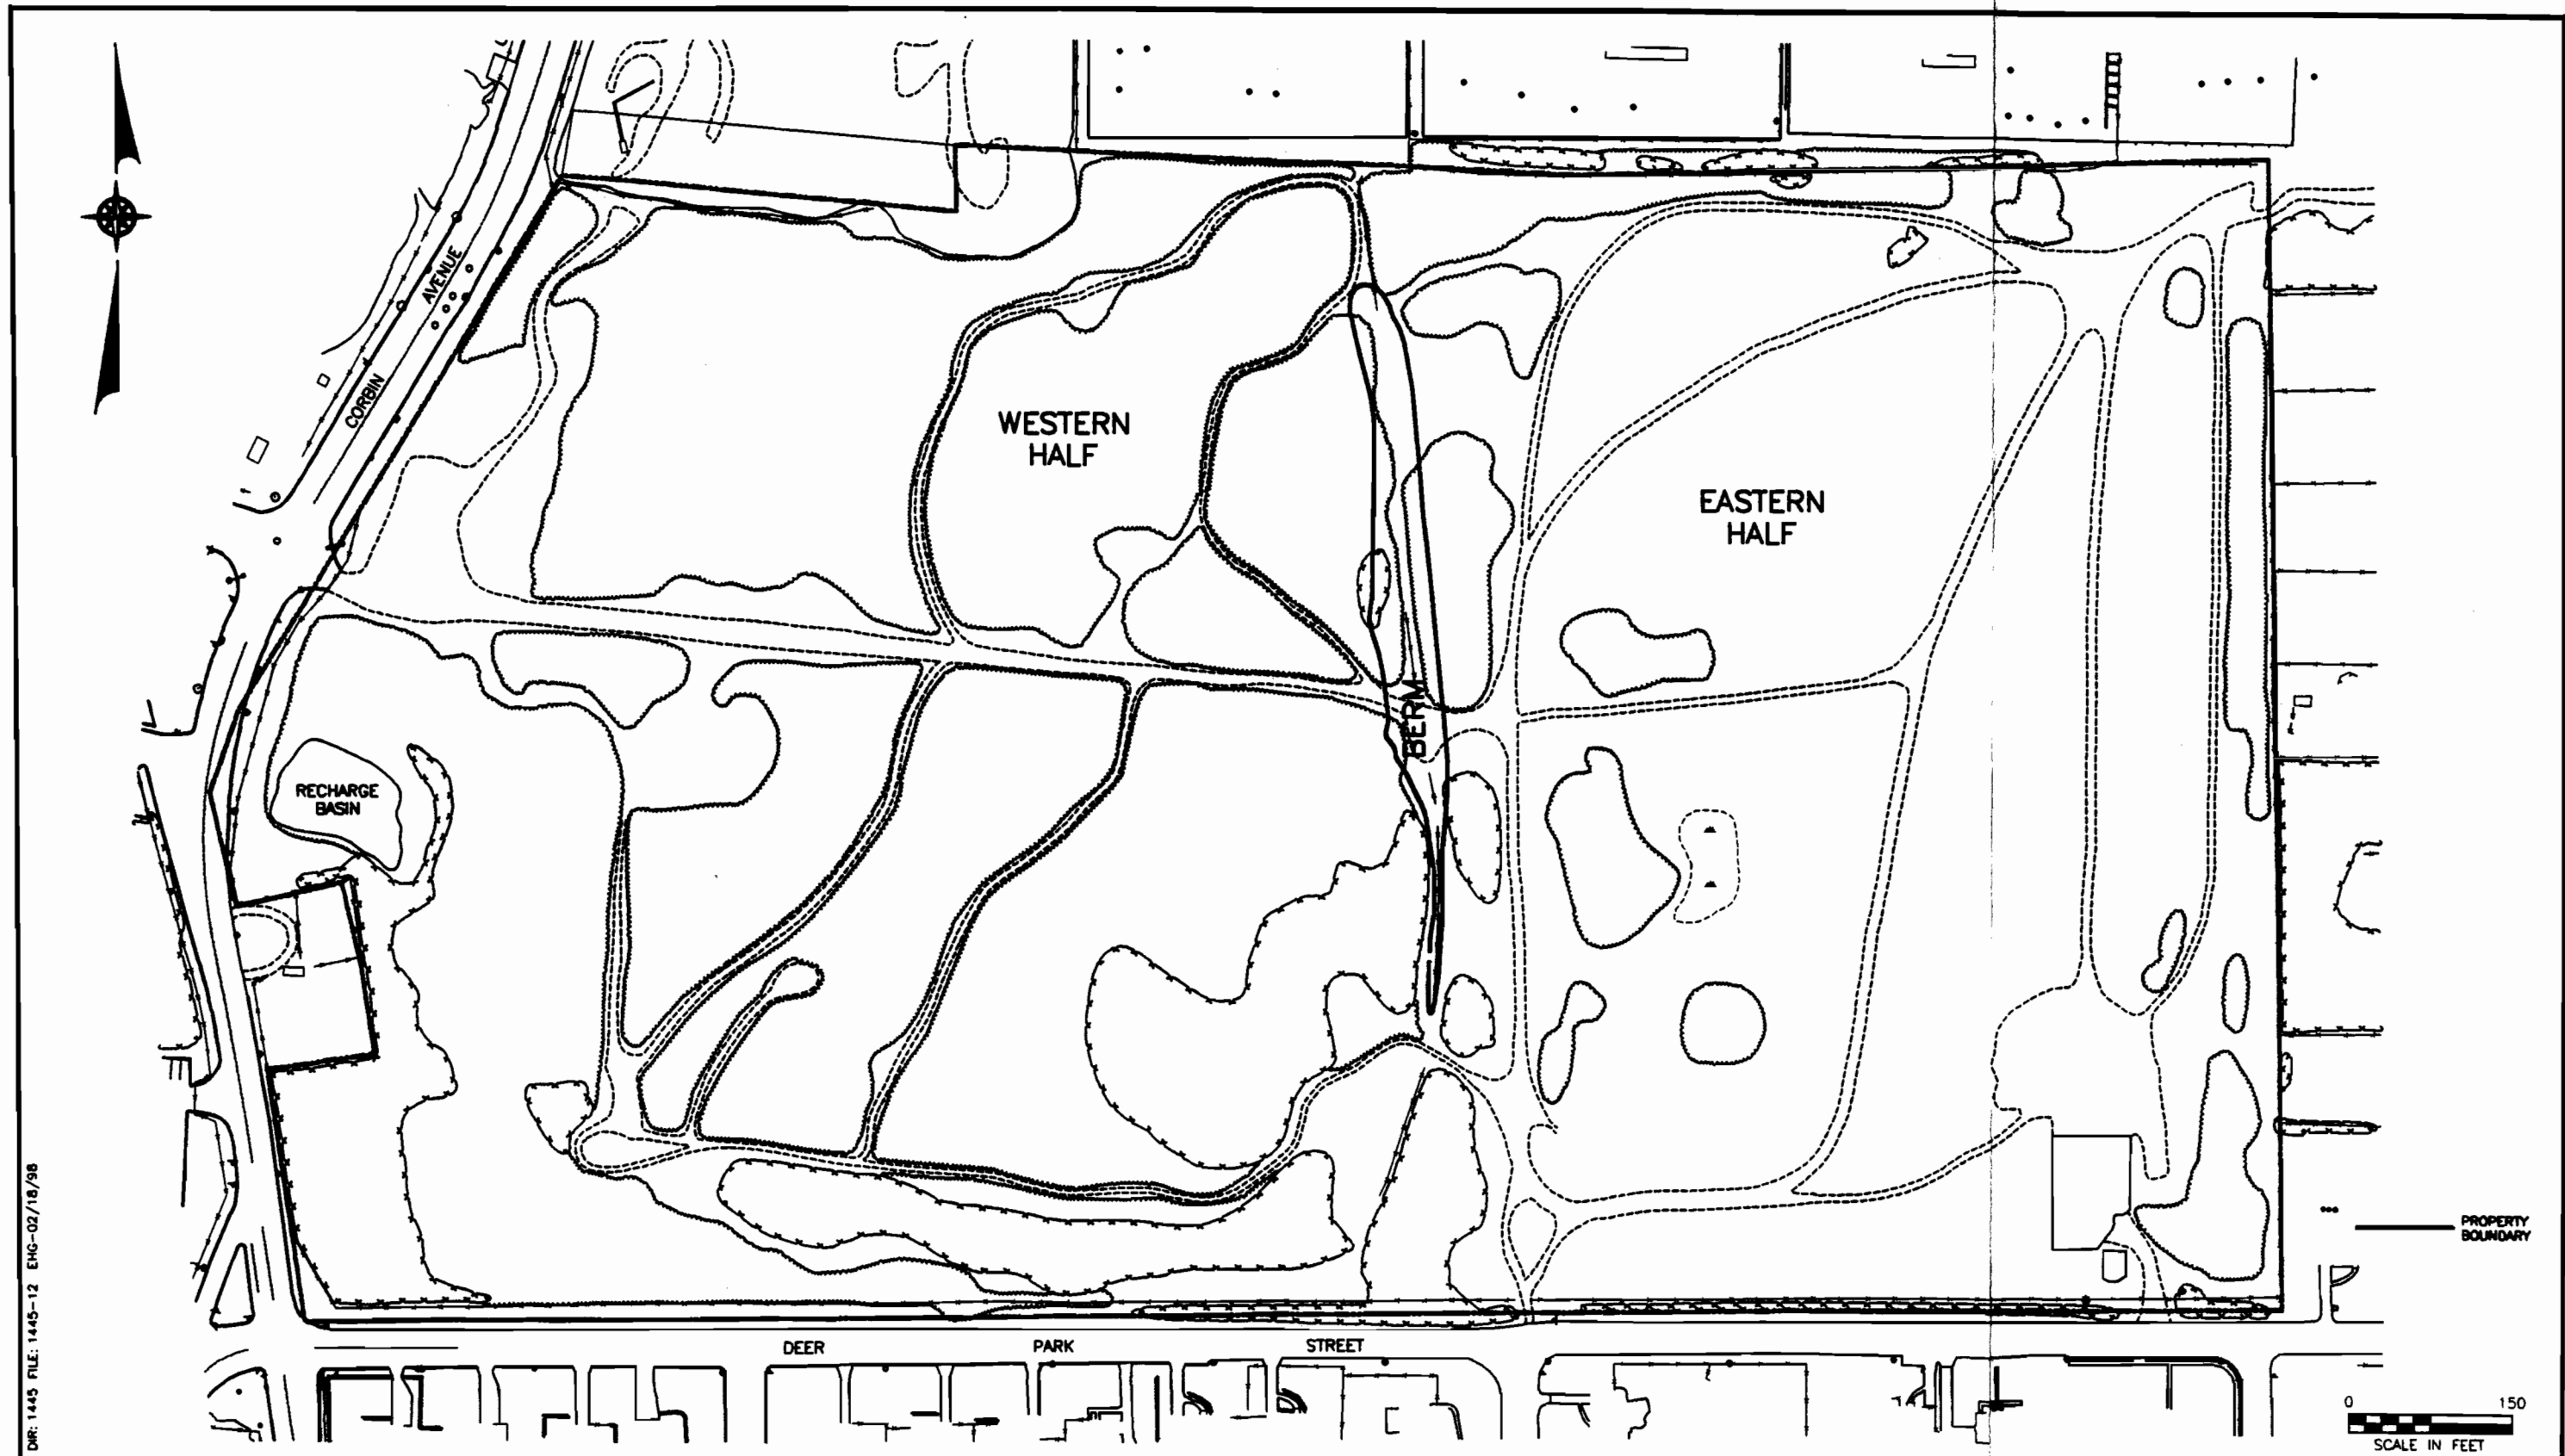 CORBIN AVENUE
WESTERN
HALF
EASTERN
HALF
BERM
RECHARGE
BASIN
PROPERTY
BOUNDARY
DEER PARK STREET
0 150
SCALE IN FEET
DIR: 1445 FILE: 1445-12 EHG-02/18/98